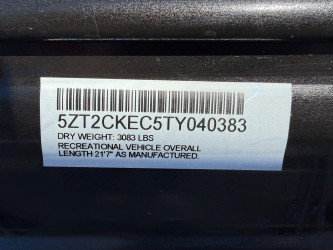 5ZT2CKEC5TY040383
DRY WEIGHT: 3083 LBS
RECREATIONAL VEHICLE OVERALL
LENGTH 21'7" AS MANUFACTURED.